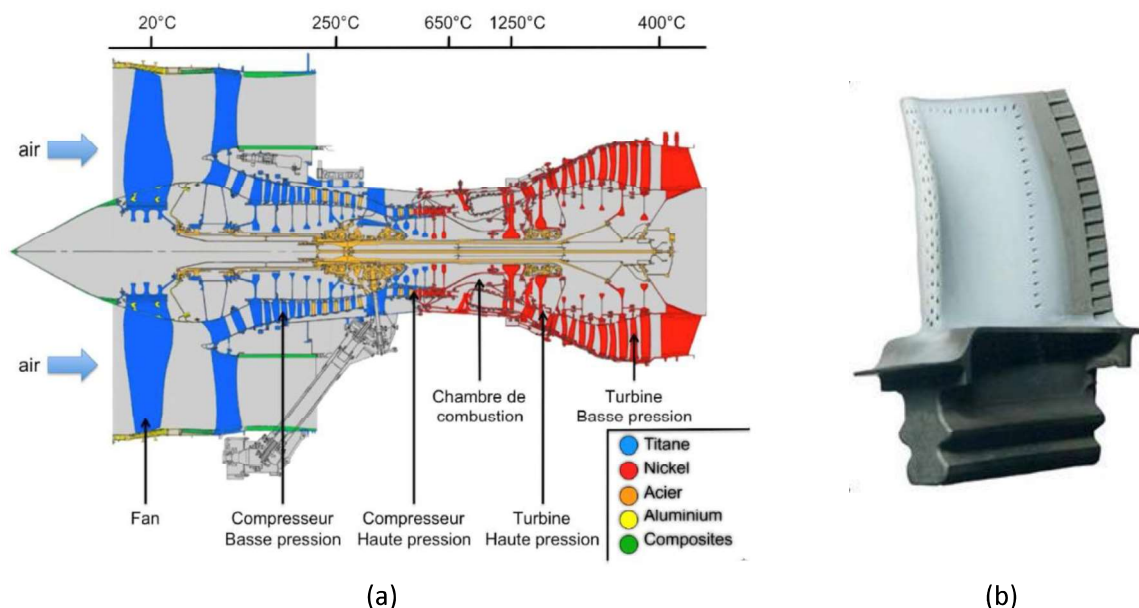 20°C 250°C 650°C 1250°C 400°C
air
air
Chambre de
combustion
Turbine
Basse pression
Fan
Compresseur
Basse pression
Compresseur
Haute pression
Turbine
Haute pression
Titane
Nickel
Acier
Aluminium
Composites
(a) (b)